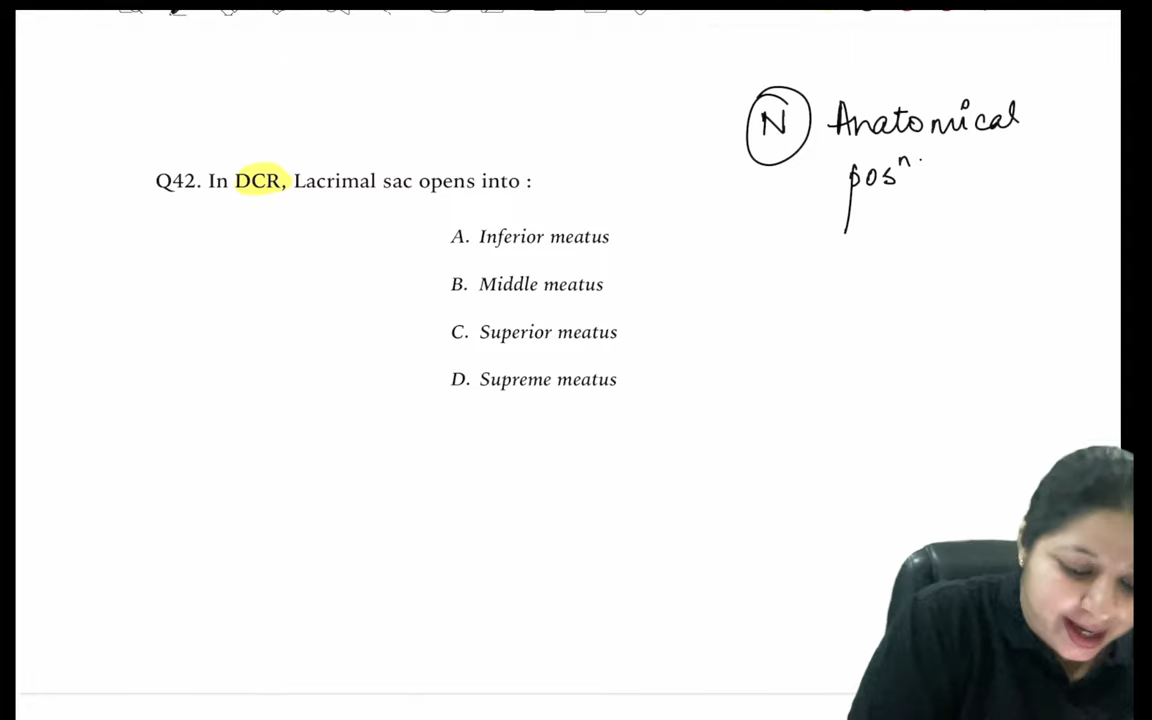 N Anatomical
posⁿ.
Q42. In DCR, Lacrimal sac opens into :
A. Inferior meatus
B. Middle meatus
C. Superior meatus
D. Supreme meatus